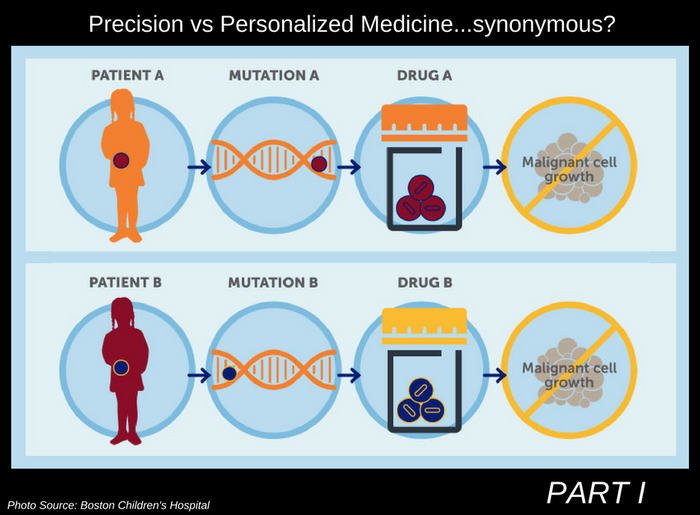 Precision vs Personalized Medicine...synonymous?
PATIENT A
MUTATION A
DRUG A
Malignant cell
growth
PATIENT B
MUTATION B
DRUG B
Malignant cell
growth
PART I
Photo Source: Boston Children's Hospital